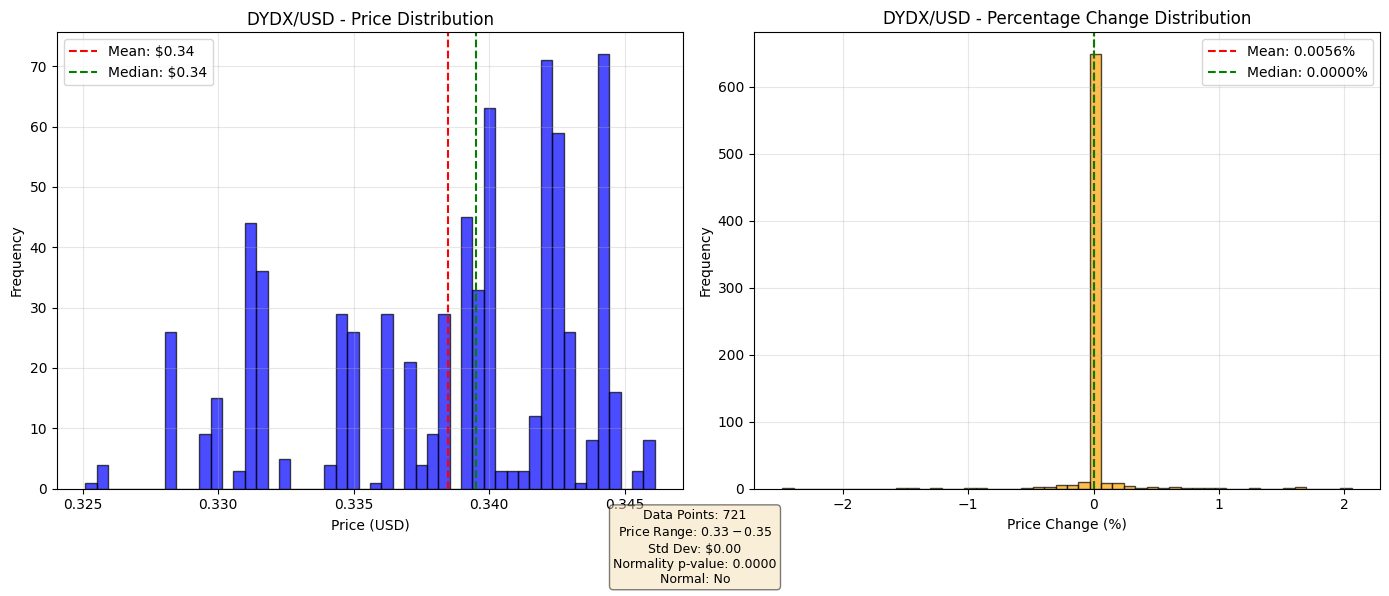 DYDX/USD - Price Distribution
Mean: $0.34
Median: $0.34
Frequency
70
60
50
40
30
20
10
0
0.325
0.330
0.335
0.340
0.345
Price (USD)
DYDX/USD - Percentage Change Distribution
Mean: 0.0056%
Median: 0.0000%
Frequency
600
500
400
300
200
100
0
−2
−1
0
1
2
Price Change (%)
Data Points: 721
Price Range: 0.33 − 0.35
Std Dev: $0.00
Normality p-value: 0.0000
Normal: No